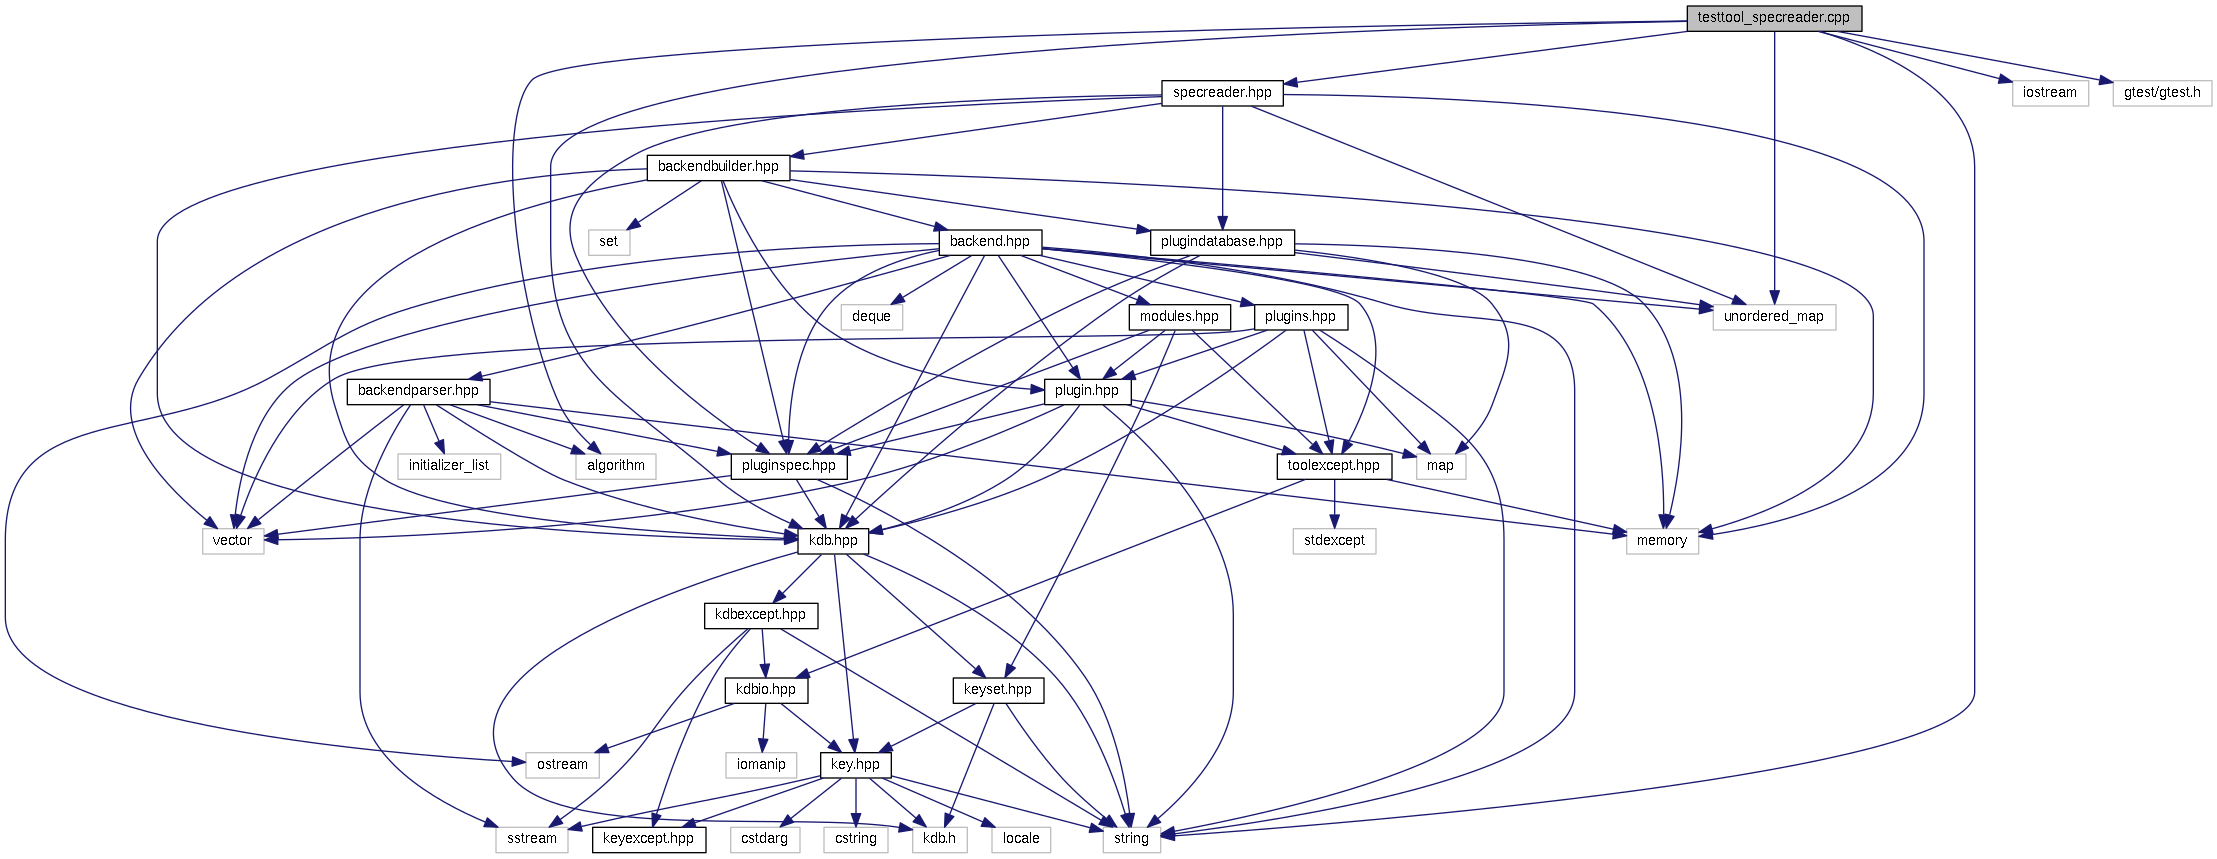 testtool_specreader.cpp
specreader.hpp
iostream
gtest/gtest.h
backendbuilder.hpp
set
backend.hpp
plugindatabase.hpp
deque
modules.hpp
plugins.hpp
unordered_map
backendparser.hpp
plugin.hpp
initializer_list
algorithm
pluginspec.hpp
toolexcept.hpp
map
vector
kdb.hpp
stdexcept
memory
kdbexcept.hpp
kdbio.hpp
keyset.hpp
ostream
iomanip
key.hpp
sstream
keyexcept.hpp
cstdarg
cstring
kdb.h
locale
string